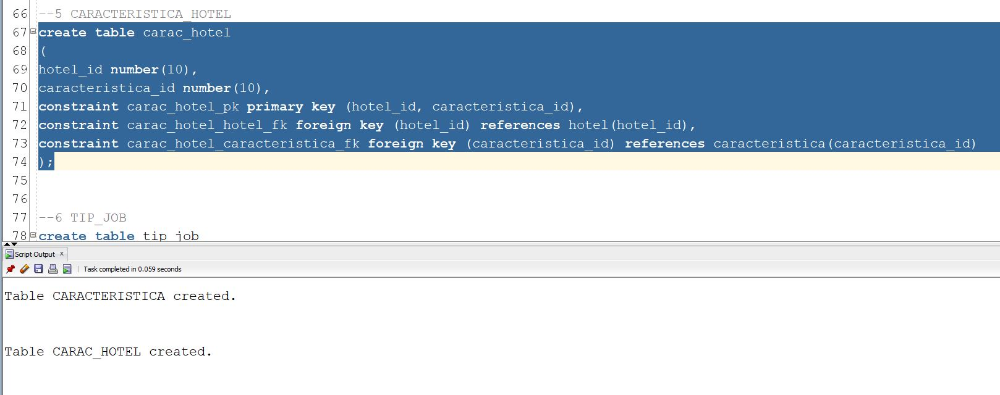 66 --5 CARACTERISTICA_HOTEL
67 create table carac_hotel
68 (
69 hotel_id number(10),
70 caracteristica_id number(10),
71 constraint carac_hotel_pk primary key (hotel_id, caracteristica_id),
72 constraint carac_hotel_hotel_fk foreign key (hotel_id) references hotel(hotel_id),
73 constraint carac_hotel_caracteristica_fk foreign key (caracteristica_id) references caracteristica(caracteristica_id)
74 );
75
76
77 --6 TIP_JOB
78 create table tip_job
Script Output x
Task completed in 0.059 seconds
Table CARACTERISTICA created.
Table CARAC_HOTEL created.